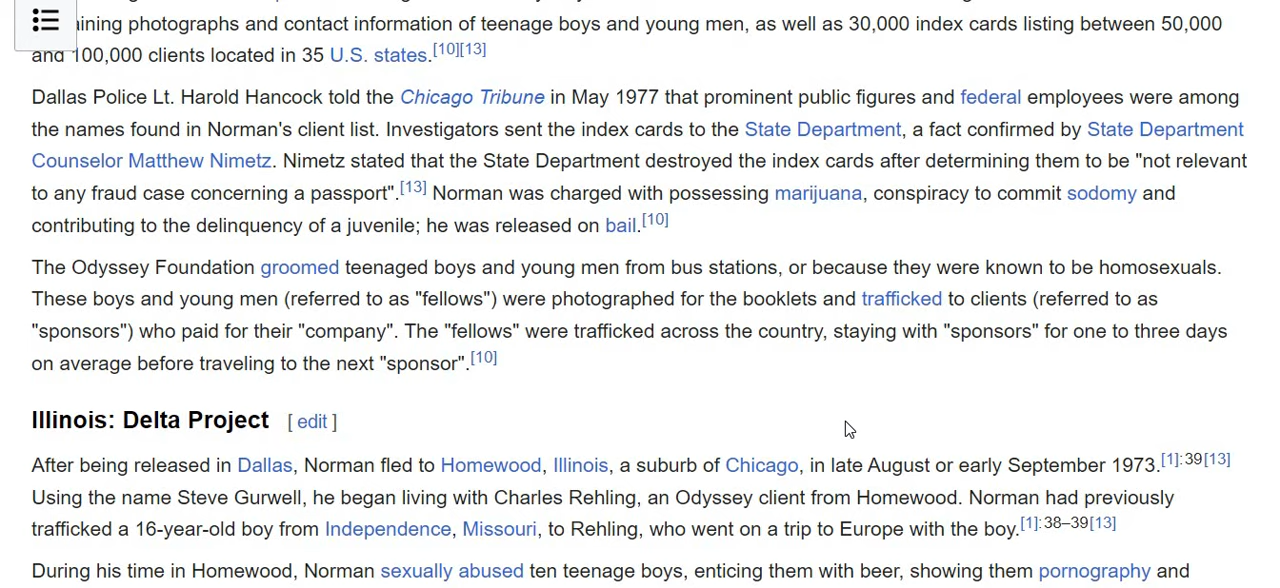 ining photographs and contact information of teenage boys and young men, as well as 30,000 index cards listing between 50,000
and 100,000 clients located in 35 U.S. states.[10][13]
Dallas Police Lt. Harold Hancock told the Chicago Tribune in May 1977 that prominent public figures and federal employees were among
the names found in Norman's client list. Investigators sent the index cards to the State Department, a fact confirmed by State Department
Counselor Matthew Nimetz. Nimetz stated that the State Department destroyed the index cards after determining them to be "not relevant
to any fraud case concerning a passport".[13] Norman was charged with possessing marijuana, conspiracy to commit sodomy and
contributing to the delinquency of a juvenile; he was released on bail.[10]
The Odyssey Foundation groomed teenaged boys and young men from bus stations, or because they were known to be homosexuals.
These boys and young men (referred to as "fellows") were photographed for the booklets and trafficked to clients (referred to as
"sponsors") who paid for their "company". The "fellows" were trafficked across the country, staying with "sponsors" for one to three days
on average before traveling to the next "sponsor".[10]
Illinois: Delta Project [ edit ]
After being released in Dallas, Norman fled to Homewood, Illinois, a suburb of Chicago, in late August or early September 1973.[1]:39[13]
Using the name Steve Gurwell, he began living with Charles Rehling, an Odyssey client from Homewood. Norman had previously
trafficked a 16-year-old boy from Independence, Missouri, to Rehling, who went on a trip to Europe with the boy.[1]:38–39[13]
During his time in Homewood, Norman sexually abused ten teenage boys, enticing them with beer, showing them pornography and